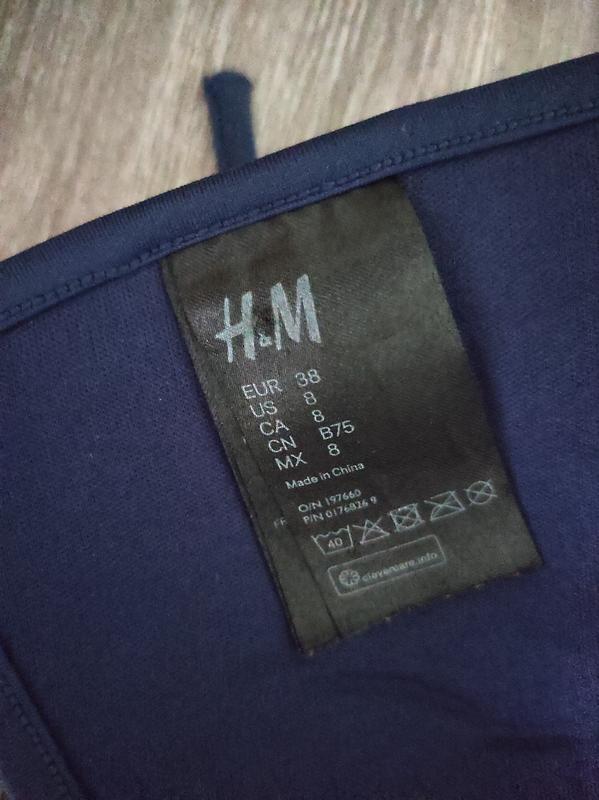 H&M
EUR 38
US 8
CA 8
CN B75
MX 8
Made in China
O/N 197660
P/N 0176826 9
FR
40
clevercare.info